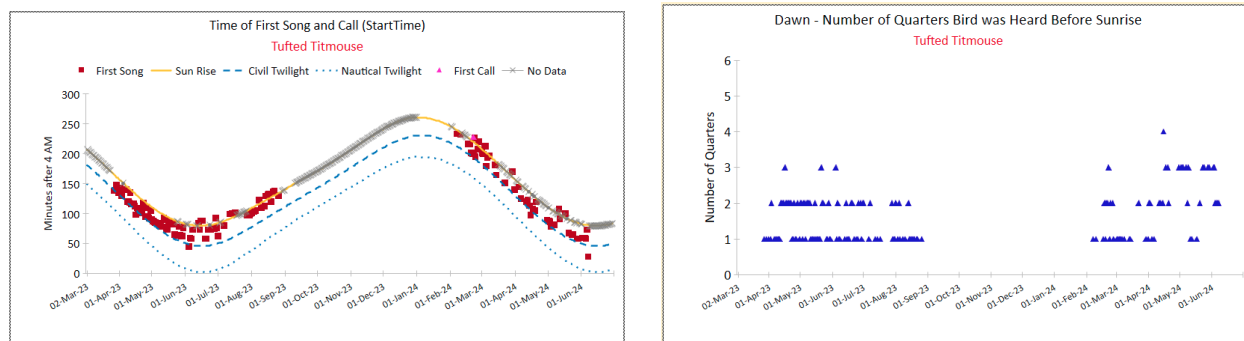 Time of First Song and Call (StartTime)
Tufted Titmouse
First Song Sun Rise Civil Twilight Nautical Twilight First Call No Data
Minutes after 4 AM
300
250
200
150
100
50
0
02-Mar-23 01-Apr-23 01-May-23 01-Jun-23 01-Jul-23 01-Aug-23 01-Sep-23 01-Oct-23 01-Nov-23 01-Dec-23 01-Jan-24 01-Feb-24 01-Mar-24 01-Apr-24 01-May-24 01-Jun-24
Dawn - Number of Quarters Bird was Heard Before Sunrise
Tufted Titmouse
Number of Quarters
6
5
4
3
2
1
0
02-Mar-23 01-Apr-23 01-May-23 01-Jun-23 01-Jul-23 01-Aug-23 01-Sep-23 01-Oct-23 01-Nov-23 01-Dec-23 01-Jan-24 01-Feb-24 01-Mar-24 01-Apr-24 01-May-24 01-Jun-24